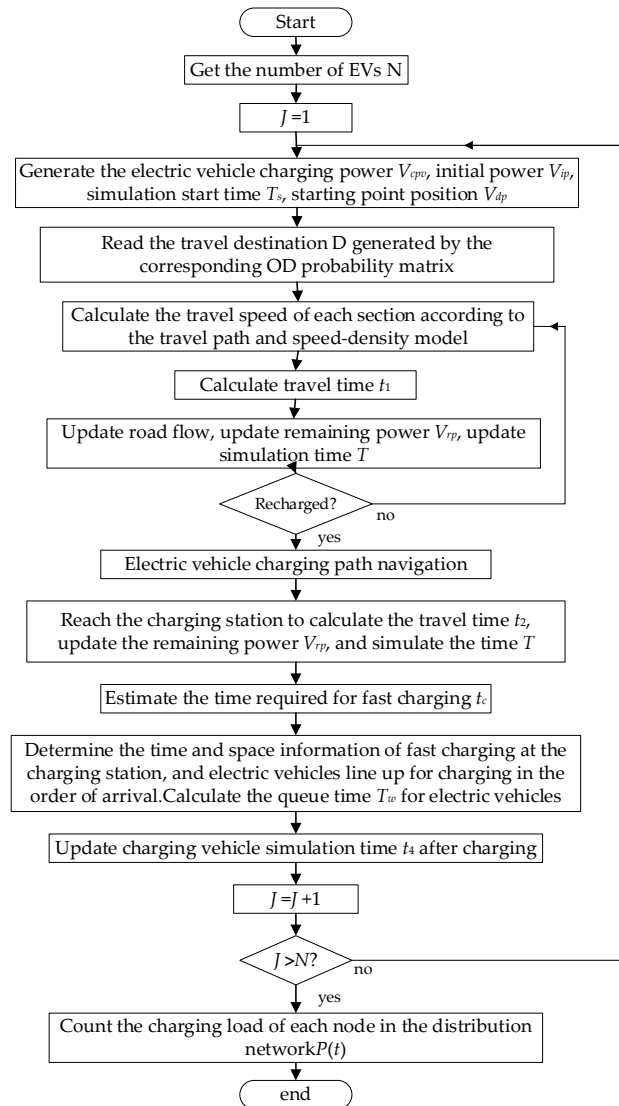 Start
Get the number of EVs N
J =1
Generate the electric vehicle charging power Vcpv, initial power Vip,
simulation start time Ts, starting point position Vdp
Read the travel destination D generated by the
corresponding OD probability matrix
Calculate the travel speed of each section according to
the travel path and speed-density model
Calculate travel time t1
Update road flow, update remaining power Vrp, update
simulation time T
Recharged?
no
yes
Electric vehicle charging path navigation
Reach the charging station to calculate the travel time t2,
update the remaining power Vrp, and simulate the time T
Estimate the time required for fast charging tc
Determine the time and space information of fast charging at the
charging station, and electric vehicles line up for charging in the
order of arrival.Calculate the queue time Tw for electric vehicles
Update charging vehicle simulation time t4 after charging
J =J +1
J >N?
no
yes
Count the charging load of each node in the distribution
networkP(t)
end